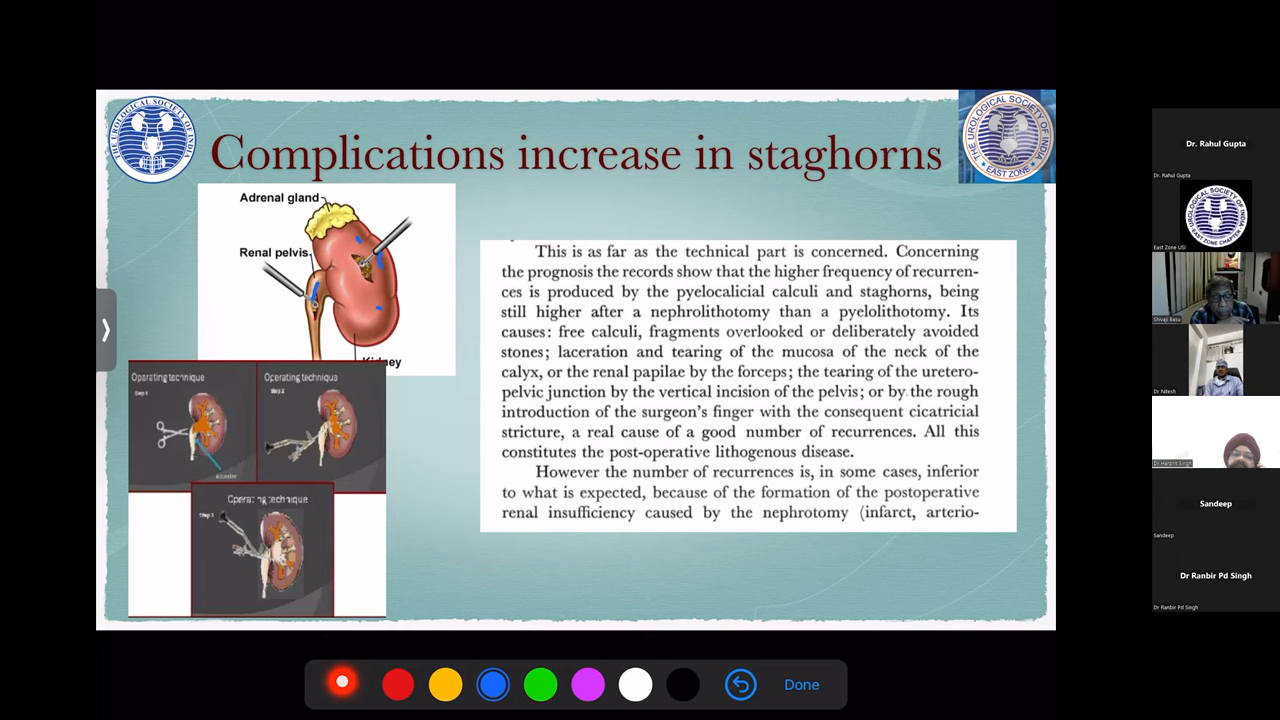 THE UROLOGICAL SOCIETY OF INDIA
Complications increase in staghorns
THE UROLOGICAL SOCIETY OF INDIA
EAST ZONE
Adrenal gland
Renal pelvis
Kidney
Operating technique
Step 1
Operating technique
Step 2
Operating technique
Step 3
This is as far as the technical part is concerned. Concerning
the prognosis the records show that the higher frequency of recurren-
ces is produced by the pyelocalicial calculi and staghorns, being
still higher after a nephrolithotomy than a pyelolithotomy. Its
causes: free calculi, fragments overlooked or deliberately avoided
stones; laceration and tearing of the mucosa of the neck of the
calyx, or the renal papilae by the forceps; the tearing of the uretero-
pelvic junction by the vertical incision of the pelvis; or by the rough
introduction of the surgeon's finger with the consequent cicatricial
stricture, a real cause of a good number of recurrences. All this
constitutes the post-operative lithogenous disease.
However the number of recurrences is, in some cases, inferior
to what is expected, because of the formation of the postoperative
renal insufficiency caused by the nephrotomy (infarct, arterio-
Dr. Rahul Gupta
Dr. Rahul Gupta
East Zone USI
Shivaji Basu
Dr Nitesh
Dr Harprit Singh
Sandeep
Sandeep
Dr Ranbir Pd Singh
Dr Ranbir Pd Singh
Done